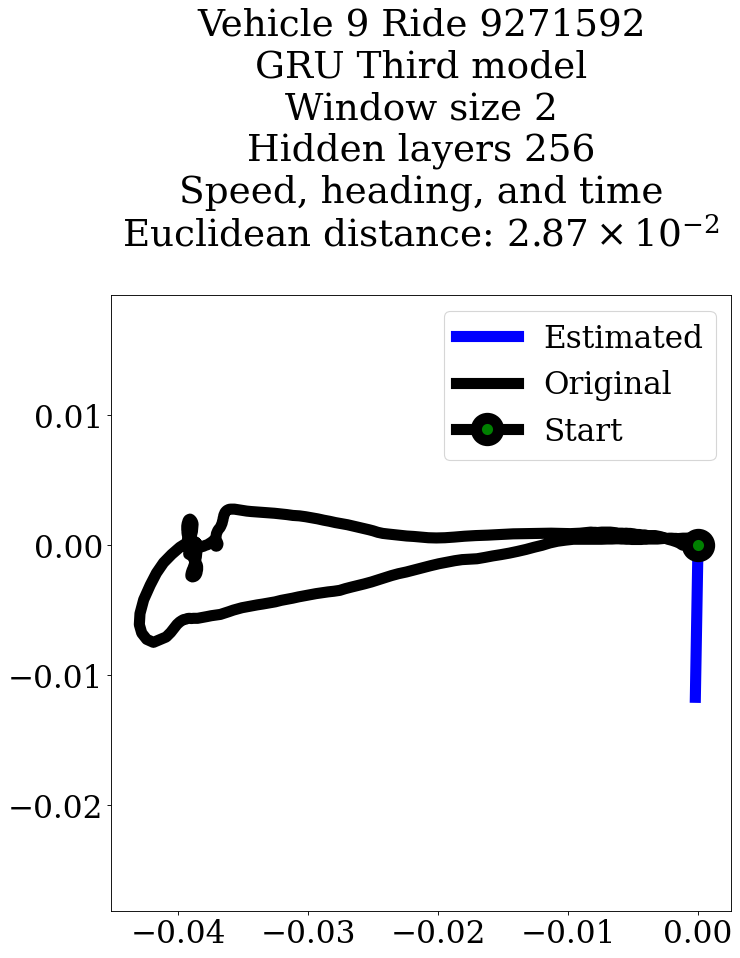 Vehicle 9 Ride 9271592
GRU Third model
Window size 2
Hidden layers 256
Speed, heading, and time
Euclidean distance: 2.87 × 10⁻²
Estimated
Original
Start
0.01
0.00
−0.01
−0.02
−0.04 −0.03 −0.02 −0.01 0.00